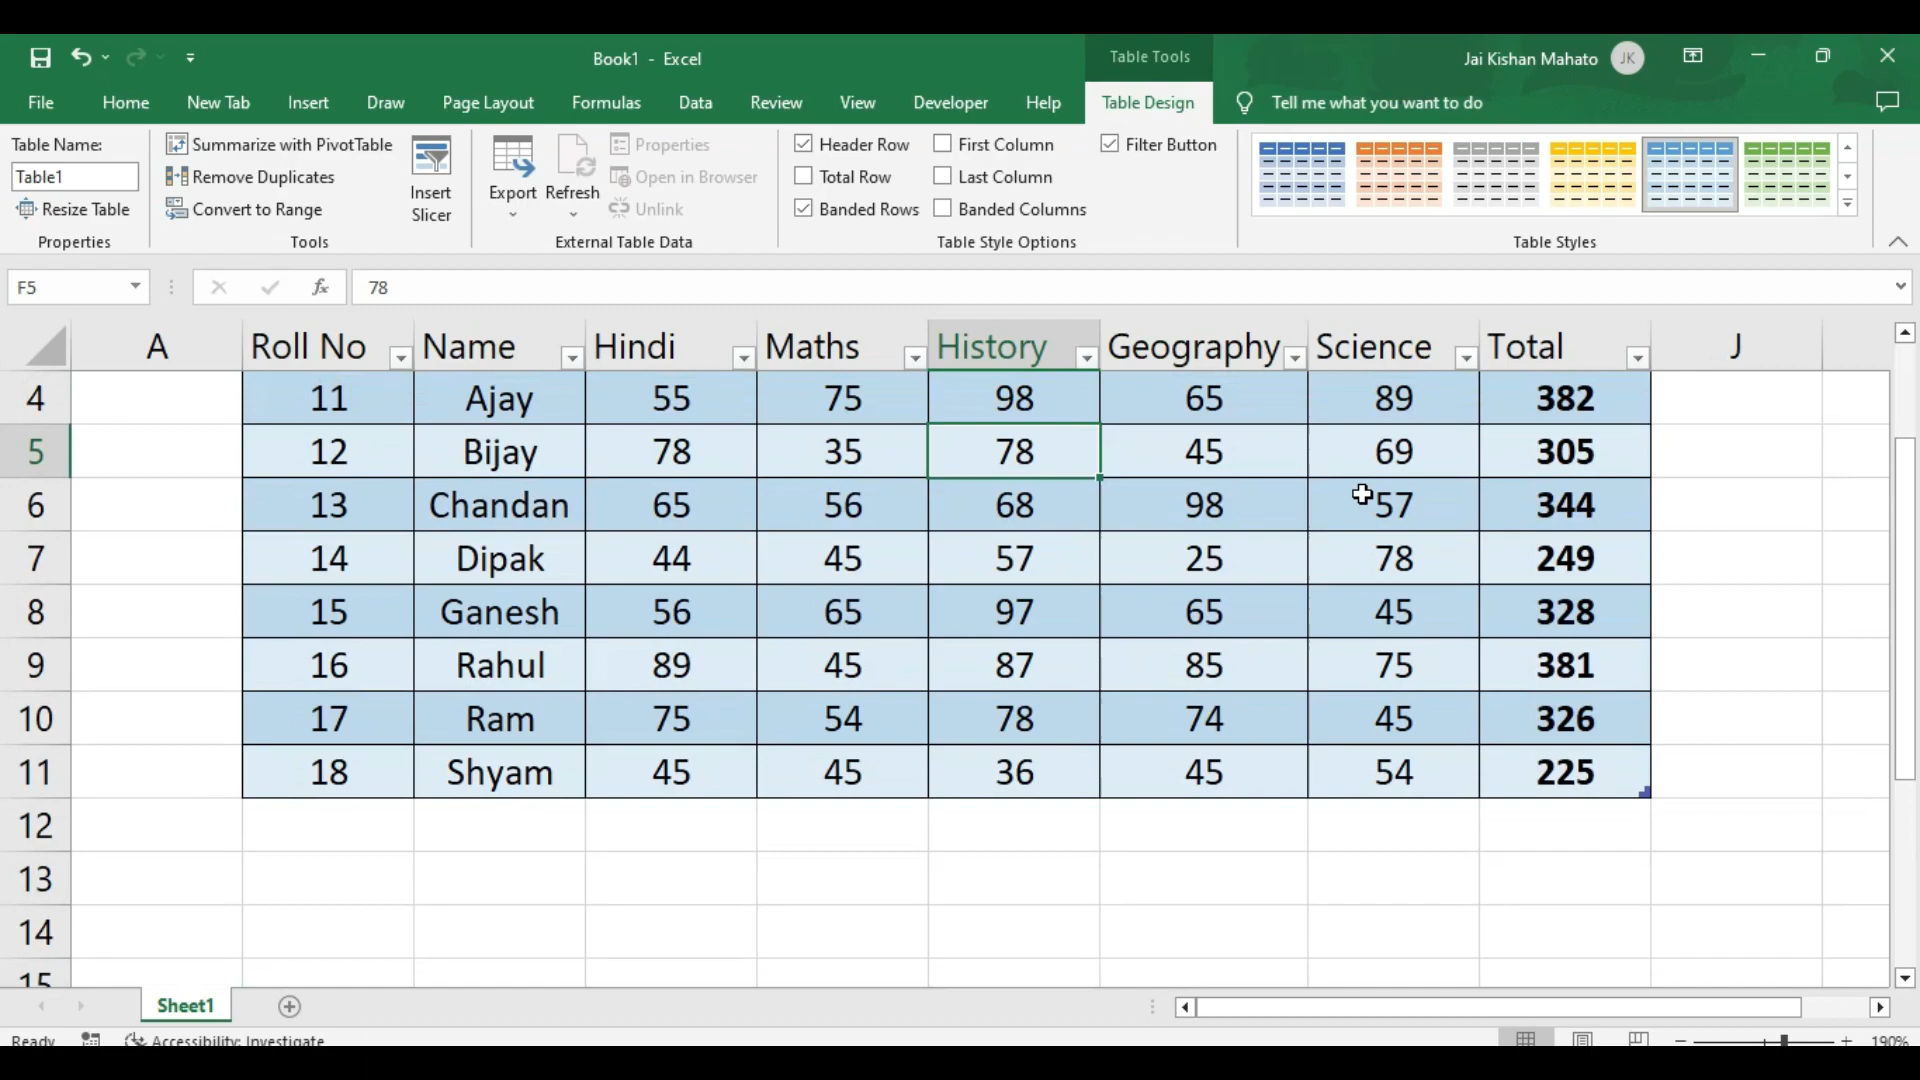 Book1 - Excel
Table Tools
Jai Kishan Mahato JK
File Home New Tab Insert Draw Page Layout Formulas Data Review View Developer Help Table Design Tell me what you want to do
Table Name:
Table1
Resize Table
Properties
Summarize with PivotTable
Remove Duplicates
Convert to Range
Tools
Insert
Slicer
Export
Refresh
Properties
Open in Browser
Unlink
External Table Data
Header Row First Column Filter Button
Total Row Last Column
Banded Rows Banded Columns
Table Style Options
Table Styles
F5 fx 78
A Roll No Name Hindi Maths History Geography Science Total J
4 11 Ajay 55 75 98 65 89 382
5 12 Bijay 78 35 78 45 69 305
6 13 Chandan 65 56 68 98 57 344
7 14 Dipak 44 45 57 25 78 249
8 15 Ganesh 56 65 97 65 45 328
9 16 Rahul 89 45 87 85 75 381
10 17 Ram 75 54 78 74 45 326
11 18 Shyam 45 45 36 45 54 225
12
13
14
15
Sheet1
Ready Accessibility: Investigate 190%